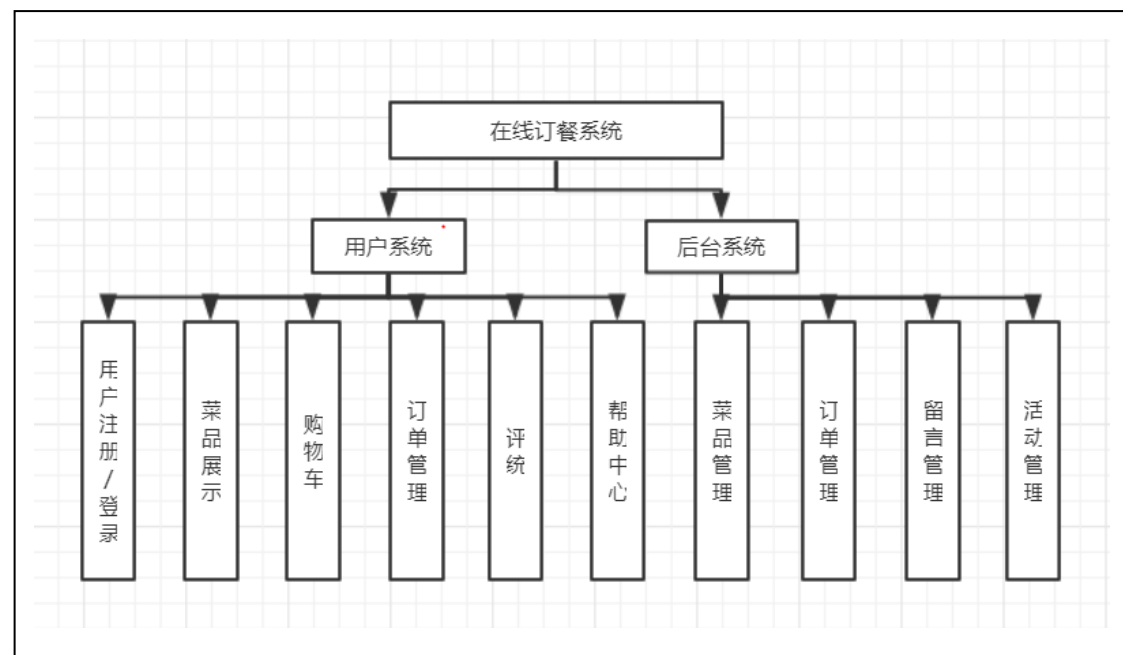 在线订餐系统
用户系统
后台系统
用户注册/登录
菜品展示
购物车
订单管理
评统
帮助中心
菜品管理
订单管理
留言管理
活动管理